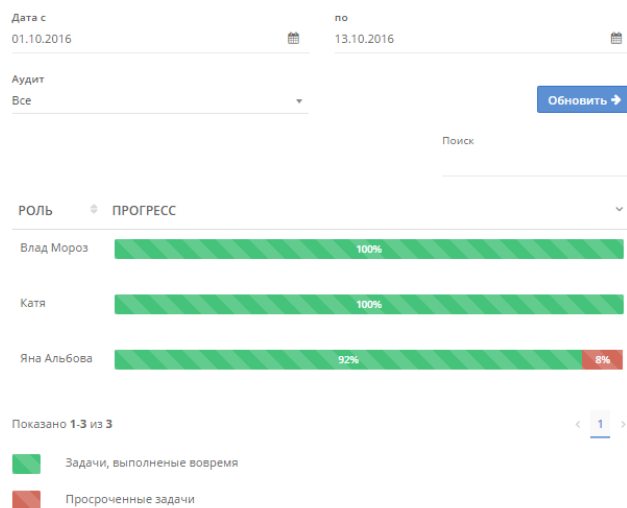 Дата с по
01.10.2016 13.10.2016
Аудит
Все
Обновить
Поиск
РОЛЬ ПРОГРЕСС
Влад Мороз 100%
Катя 100%
Яна Альбова 92% 8%
Показано 1-3 из 3 < 1 >
Задачи, выполненые вовремя
Просроченные задачи